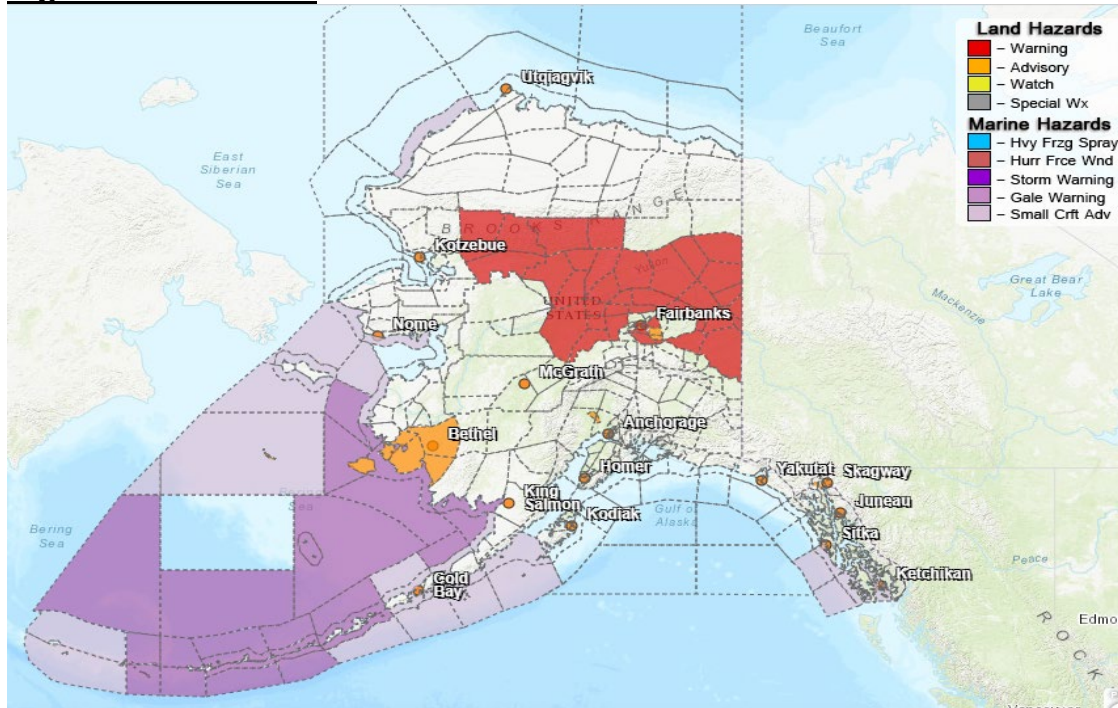 Land Hazards
– Warning
– Advisory
– Watch
– Special Wx
Marine Hazards
– Hvy Frzg Spray
– Hurr Frce Wnd
– Storm Warning
– Gale Warning
– Small Crft Adv
Beaufort
Sea
Utqiagvik
East
Siberian
Sea
BROOKS RANGE
Kotzebue
Yukon
Great Bear
Lake
Mackenzie
UNITED
STATES
Fairbanks
Nome
McGrath
Anchorage
Bethel
Homer
Yakutat
Skagway
King
Salmon
Kodiak
Gulf of
Alaska
Juneau
Sitka
Bering
Sea
Sea
Peace
Cold
Bay
Ketchikan
Edmo
ROCK